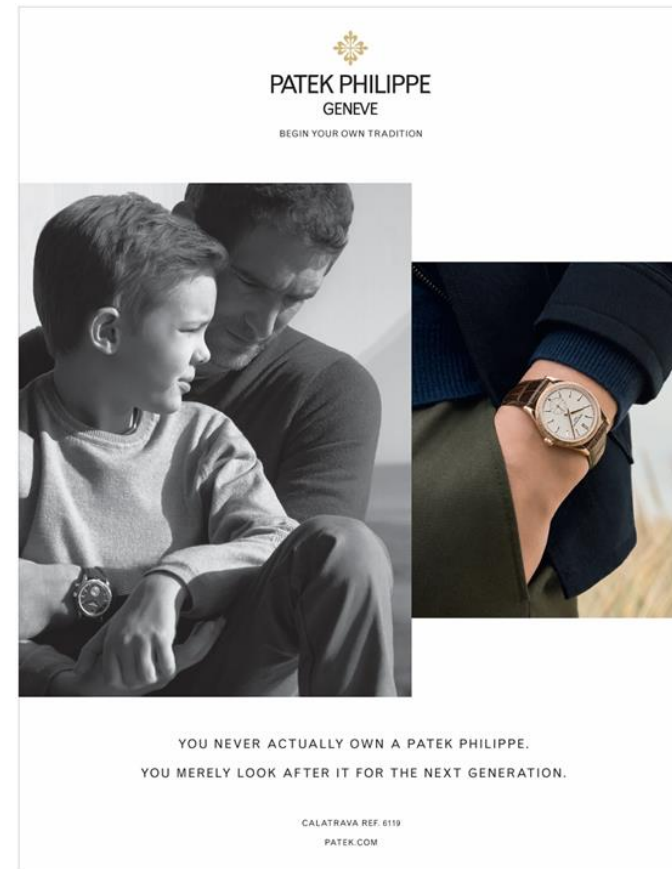 PATEK PHILIPPE
GENEVE
BEGIN YOUR OWN TRADITION
YOU NEVER ACTUALLY OWN A PATEK PHILIPPE.
YOU MERELY LOOK AFTER IT FOR THE NEXT GENERATION.
CALATRAVA REF. 6119
PATEK.COM